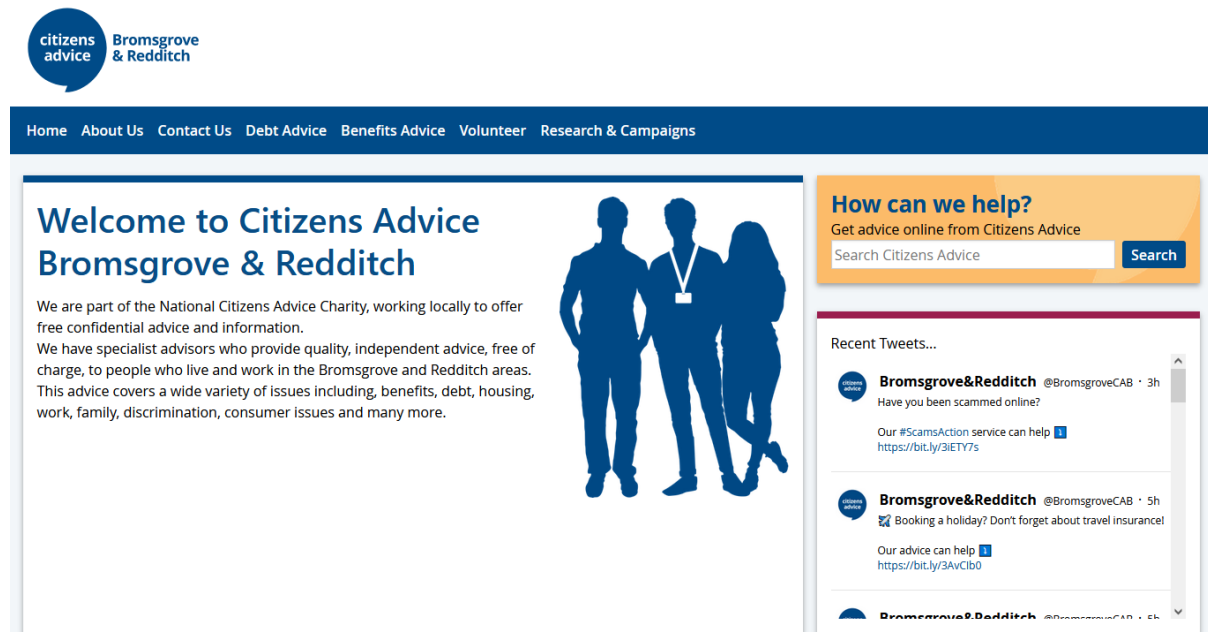 citizens advice
Bromsgrove & Redditch
Home About Us Contact Us Debt Advice Benefits Advice Volunteer Research & Campaigns
Welcome to Citizens Advice
Bromsgrove & Redditch
We are part of the National Citizens Advice Charity, working locally to offer
free confidential advice and information.
We have specialist advisors who provide quality, independent advice, free of
charge, to people who live and work in the Bromsgrove and Redditch areas.
This advice covers a wide variety of issues including, benefits, debt, housing,
work, family, discrimination, consumer issues and many more.
How can we help?
Get advice online from Citizens Advice
Search Citizens Advice
Search
Recent Tweets...
citizens advice
Bromsgrove&Redditch @BromsgroveCAB · 3h
Have you been scammed online?
Our #ScamsAction service can help
https://bit.ly/3iETY7s
citizens advice
Bromsgrove&Redditch @BromsgroveCAB · 5h
Booking a holiday? Don't forget about travel insurance!
Our advice can help
https://bit.ly/3AvClb0
Bromsgrove&Redditch @BromsgroveCAB · 5h